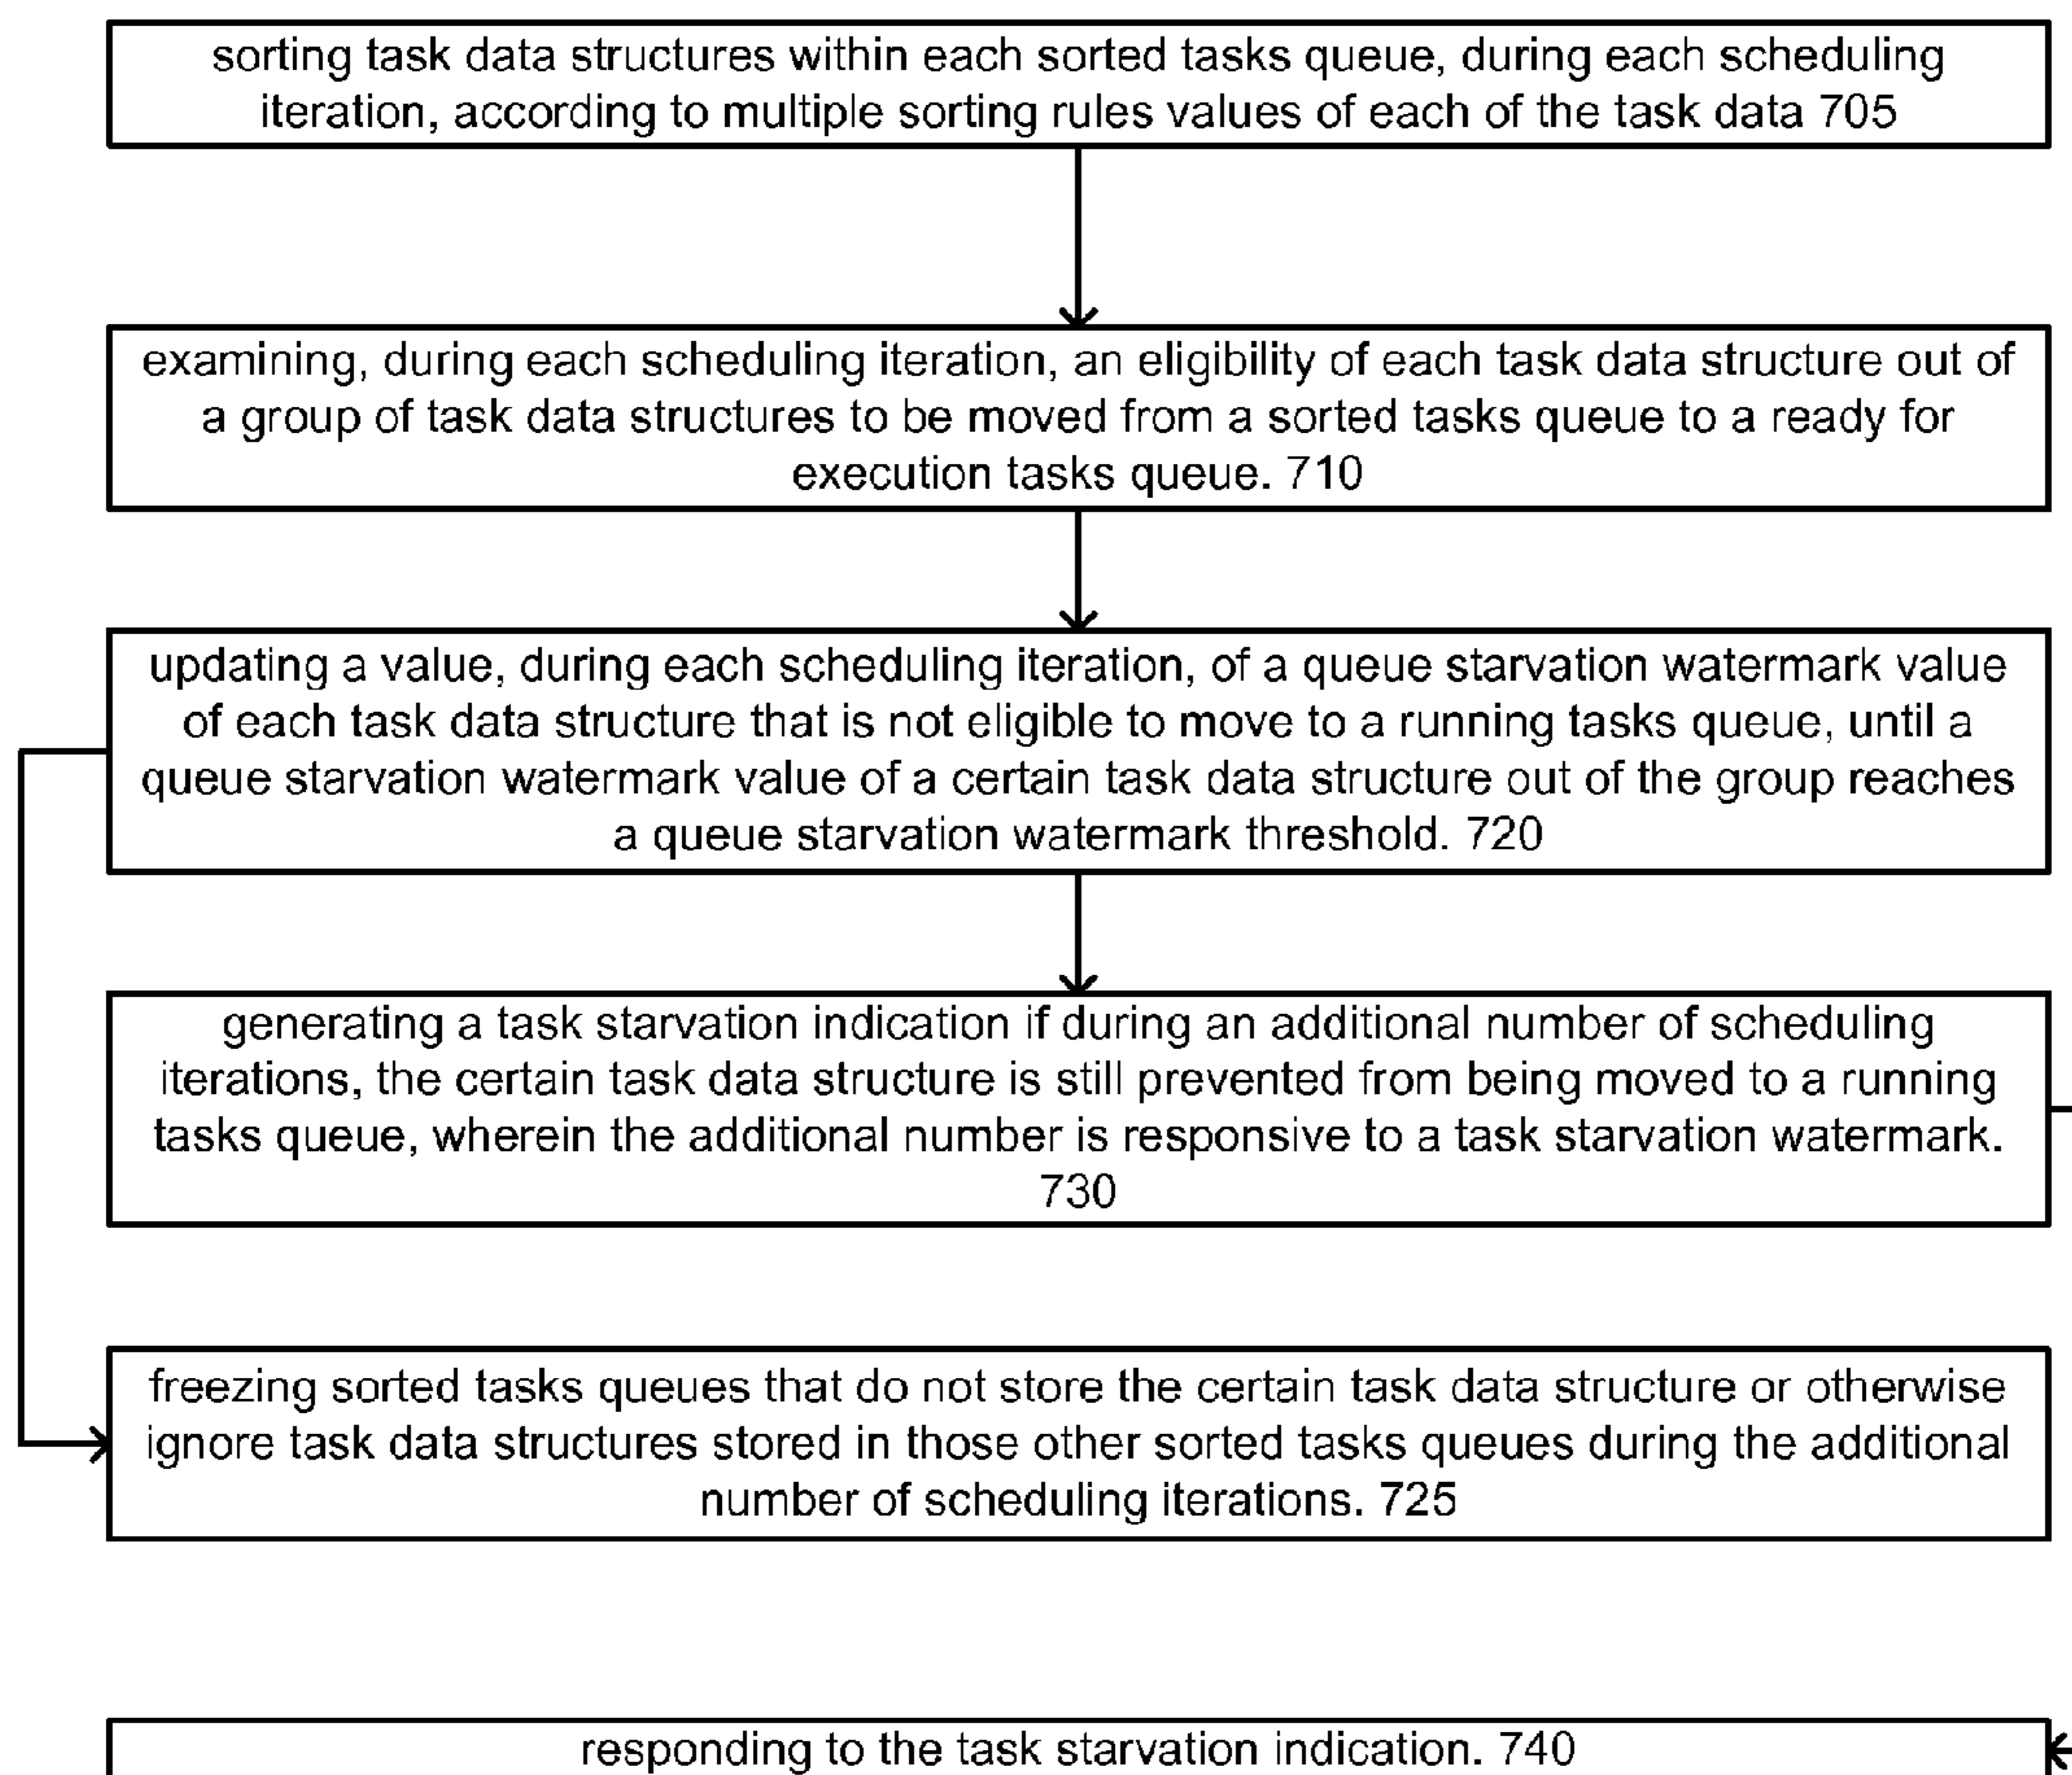 sorting task data structures within each sorted tasks queue, during each scheduling
iteration, according to multiple sorting rules values of each of the task data 705
examining, during each scheduling iteration, an eligibility of each task data structure out of
a group of task data structures to be moved from a sorted tasks queue to a ready for
execution tasks queue. 710
updating a value, during each scheduling iteration, of a queue starvation watermark value
of each task data structure that is not eligible to move to a running tasks queue, until a
queue starvation watermark value of a certain task data structure out of the group reaches
a queue starvation watermark threshold. 720
generating a task starvation indication if during an additional number of scheduling
iterations, the certain task data structure is still prevented from being moved to a running
tasks queue, wherein the additional number is responsive to a task starvation watermark.
730
freezing sorted tasks queues that do not store the certain task data structure or otherwise
ignore task data structures stored in those other sorted tasks queues during the additional
number of scheduling iterations. 725
responding to the task starvation indication. 740